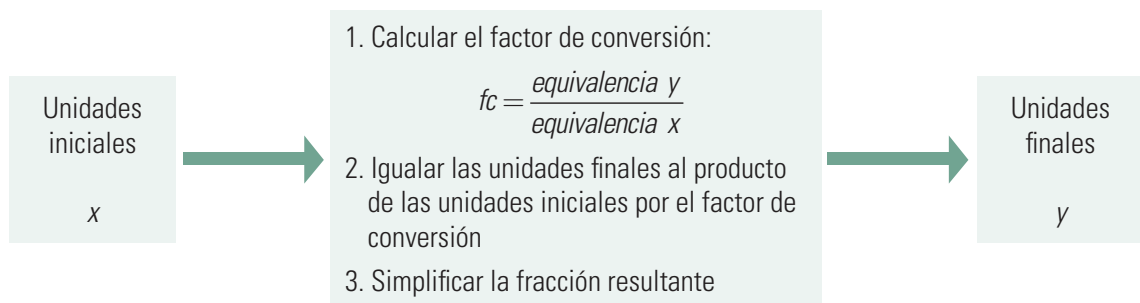 Unidades
iniciales
x
1. Calcular el factor de conversión:
fc = equivalencia y / equivalencia x
2. Igualar las unidades finales al producto
de las unidades iniciales por el factor de
conversión
3. Simplificar la fracción resultante
Unidades
finales
y